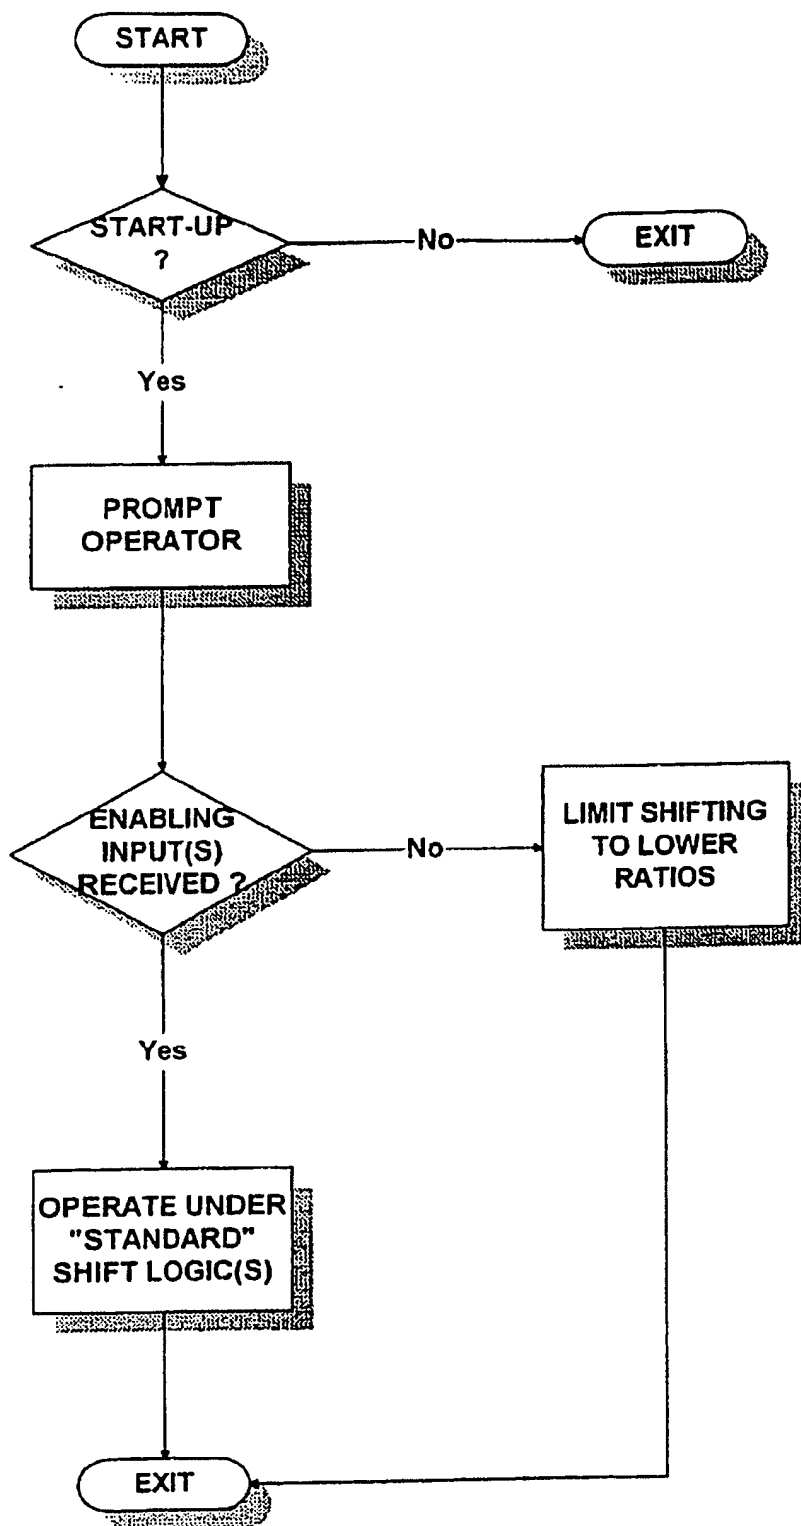 START
START-UP
?
No
EXIT
Yes
PROMPT
OPERATOR
ENABLING
INPUT(S)
RECEIVED ?
No
LIMIT SHIFTING
TO LOWER
RATIOS
Yes
OPERATE UNDER
"STANDARD"
SHIFT LOGIC(S)
EXIT